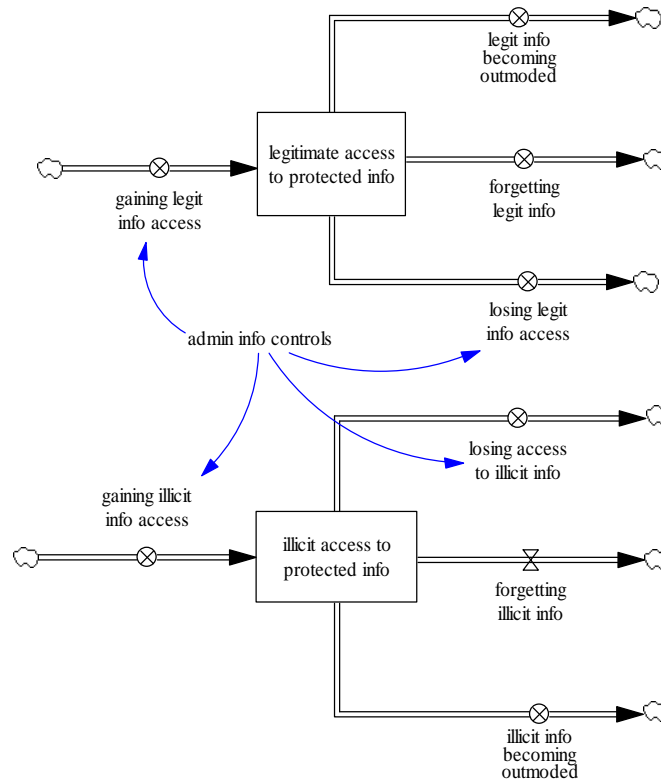 legit info
becoming
outmoded
legitimate access
to protected info
gaining legit
info access
forgetting
legit info
losing legit
info access
admin info controls
losing access
to illicit info
gaining illicit
info access
illicit access to
protected info
forgetting
illicit info
illicit info
becoming
outmoded